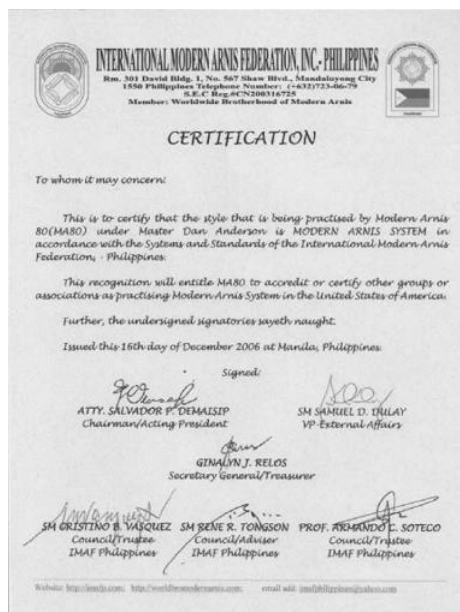 INTERNATIONAL MODERN ARNIS FEDERATION, INC.- PHILIPPINES
Rm. 301 David Bldg. 1, No. 567 Shaw Blvd., Mandaluyong City
1550 Philippines Telephone Number: (+632)723-06-79
S.E.C Reg.#CN200316725
Member: Worldwide Brotherhood of Modern Arnis
CERTIFICATION
To whom it may concern:
This is to certify that the style that is being practised by Modern Arnis
80(MA80) under Master Dan Anderson is MODERN ARNIS SYSTEM in
accordance with the Systems and Standards of the International Modern Arnis
Federation, - Philippines.
This recognition will entitle MA80 to accredit or certify other groups or
associations as practising Modern Arnis System in the United States of America.
Further, the undersigned signatories sayeth naught.
Issued this 16th day of December 2006 at Manila, Philippines.
Signed:
ATTY. SALVADOR P. DEMAISIP SM SAMUEL D. DULAY
Chairman/Acting President VP-External Affairs
GINALYN J. RELOS
Secretary General/Treasurer
SM CRISTINO B. VASQUEZ SM RENE R. TONGSON PROF. ARMANDO C. SOTECO
Council/Trustee Council/Adviser Council/Trustee
IMAF Philippines IMAF Philippines IMAF Philippines
Website: email add: imafphilippines@yahoo.com